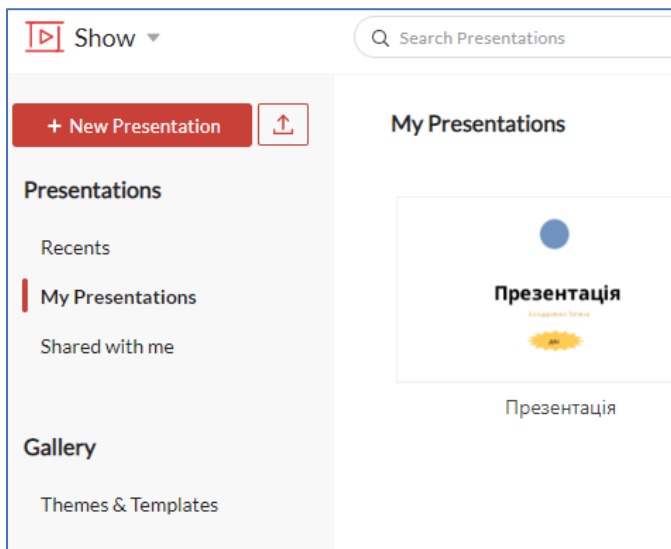 Show
Search Presentations
+ New Presentation
My Presentations
Presentations
Recents
My Presentations
Shared with me
Презентація
Презентація
Gallery
Themes & Templates